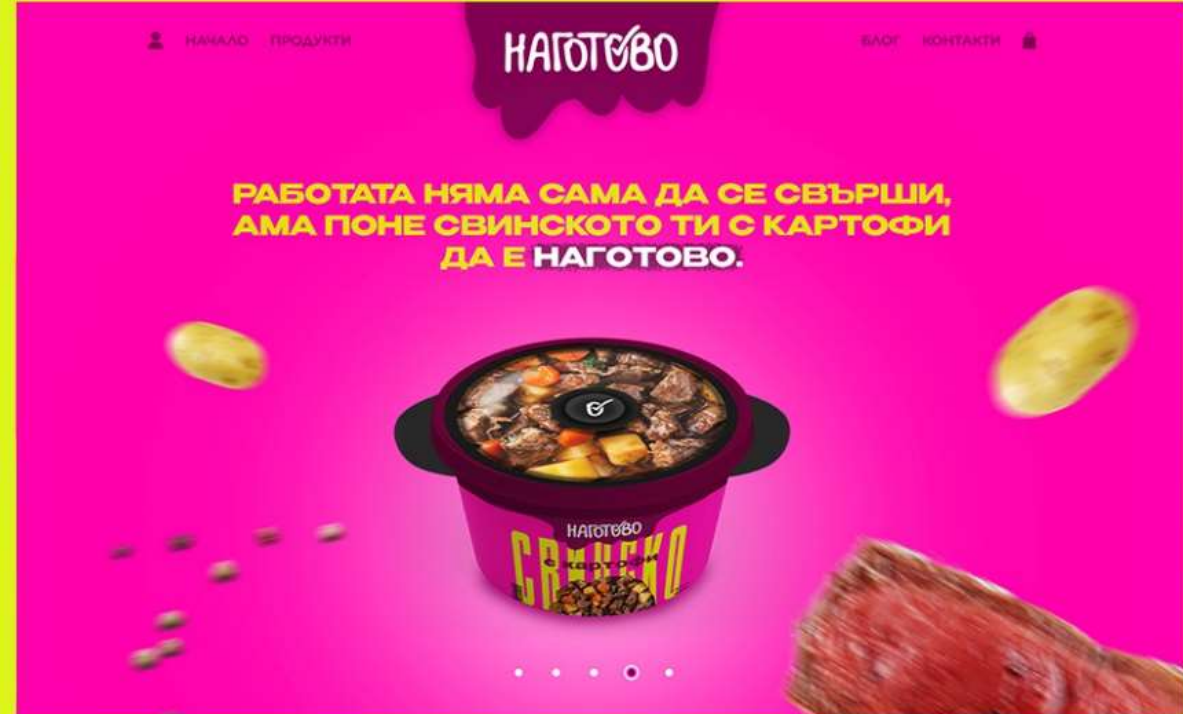 НАЧАЛО ПРОДУКТИ
НАГОТОВО
БЛОГ КОНТАКТИ
РАБОТАТА НЯМА САМА ДА СЕ СВЪРШИ,
АМА ПОНЕ СВИНСКОТО ТИ С КАРТОФИ
ДА Е НАГОТОВО.
НАГОТОВО
СВИНСКО
с картофи